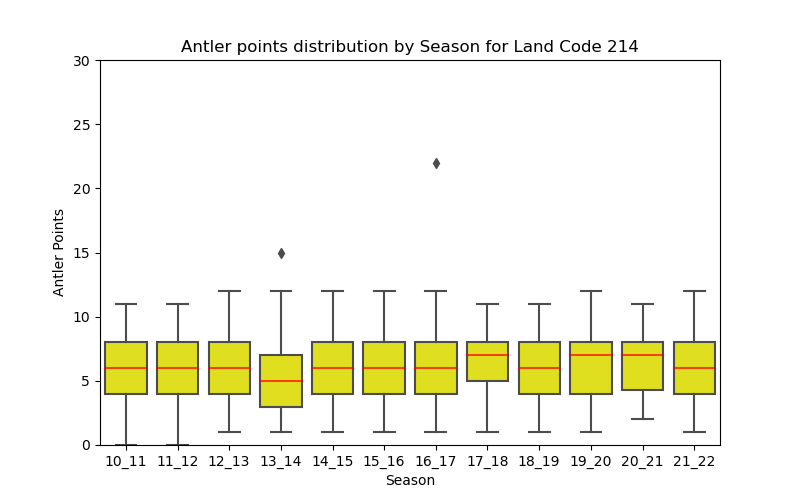 Antler points distribution by Season for Land Code 214
30
25
20
15
10
5
0
Antler Points
10_11 11_12 12_13 13_14 14_15 15_16 16_17 17_18 18_19 19_20 20_21 21_22
Season